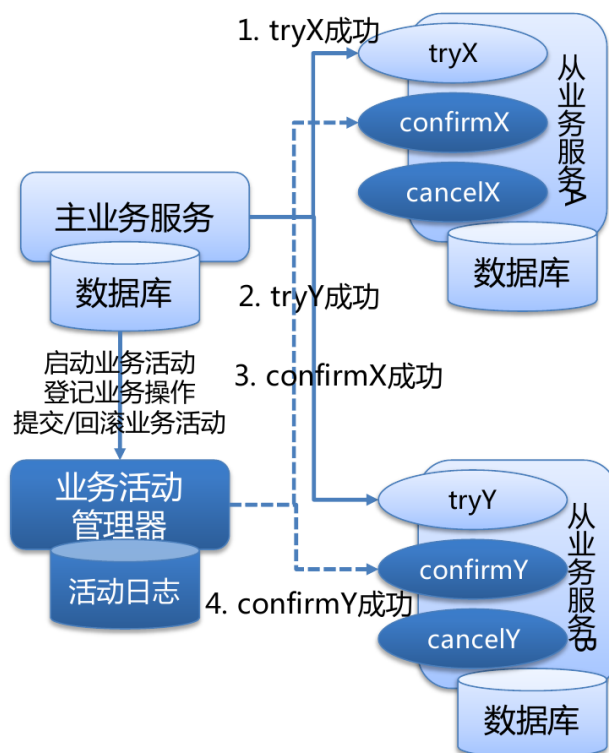 1. tryX成功
tryX
confirmX
cancelX
从业务服务A
数据库
主业务服务
数据库
2. tryY成功
启动业务活动
登记业务操作
提交/回滚业务活动
3. confirmX成功
业务活动
管理器
活动日志
tryY
confirmY
cancelY
从业务服务B
4. confirmY成功
数据库